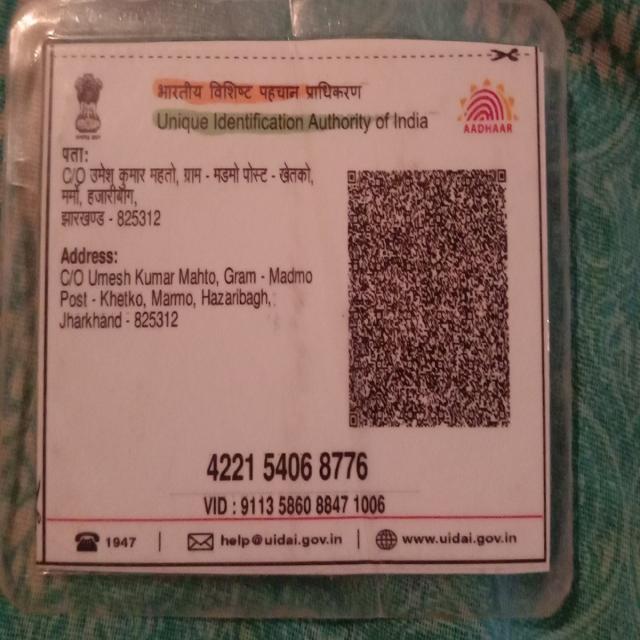 भारतीय विशिष्ट पहचान प्राधिकरण
Unique Identification Authority of India
AADHAAR
पता:
C/O उमेश कुमार महतो, ग्राम - मडमो पोस्ट - खेतको,
मर्मो, हजारीबाग,
झारखण्ड - 825312
Address:
C/O Umesh Kumar Mahto, Gram - Madmo
Post - Khetko, Marmo, Hazaribagh,
Jharkhand - 825312
4221 5406 8776
VID : 9113 5860 8847 1006
1947 | help@uidai.gov.in | www.uidai.gov.in